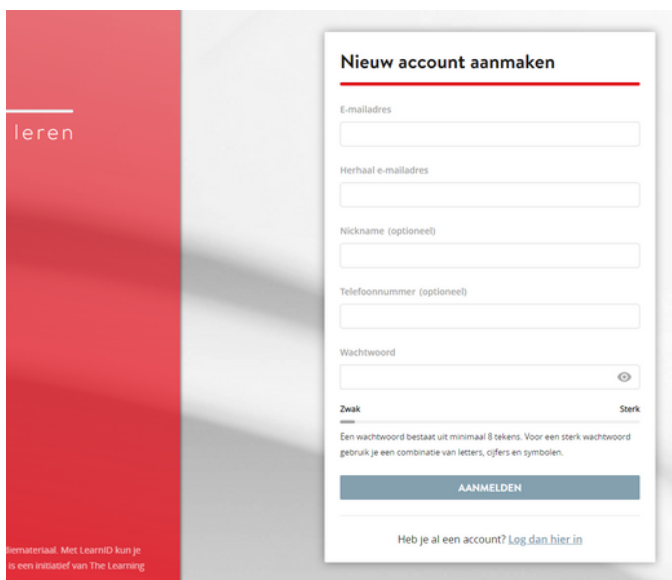 leren
diemateriaal. Met LearnID kun je
is een initiatief van The Learning
Nieuw account aanmaken
E-mailadres
Herhaal e-mailadres
Nickname (optioneel)
Telefoonnummer (optioneel)
Wachtwoord
Zwak Sterk
Een wachtwoord bestaat uit minimaal 8 tekens. Voor een sterk wachtwoord
gebruik je een combinatie van letters, cijfers en symbolen.
AANMELDEN
Heb je al een account? Log dan hier in